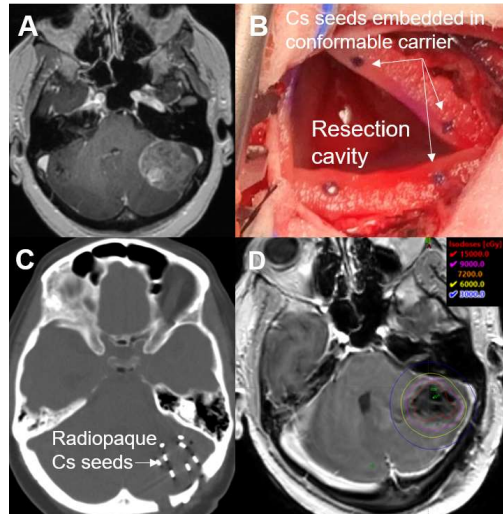 A
B
Cs seeds embedded in
conformable carrier
Resection
cavity
C
Radiopaque
Cs seeds
D
Isodoses [cGy]
15000.0
9000.0
7200.0
6000.0
3000.0